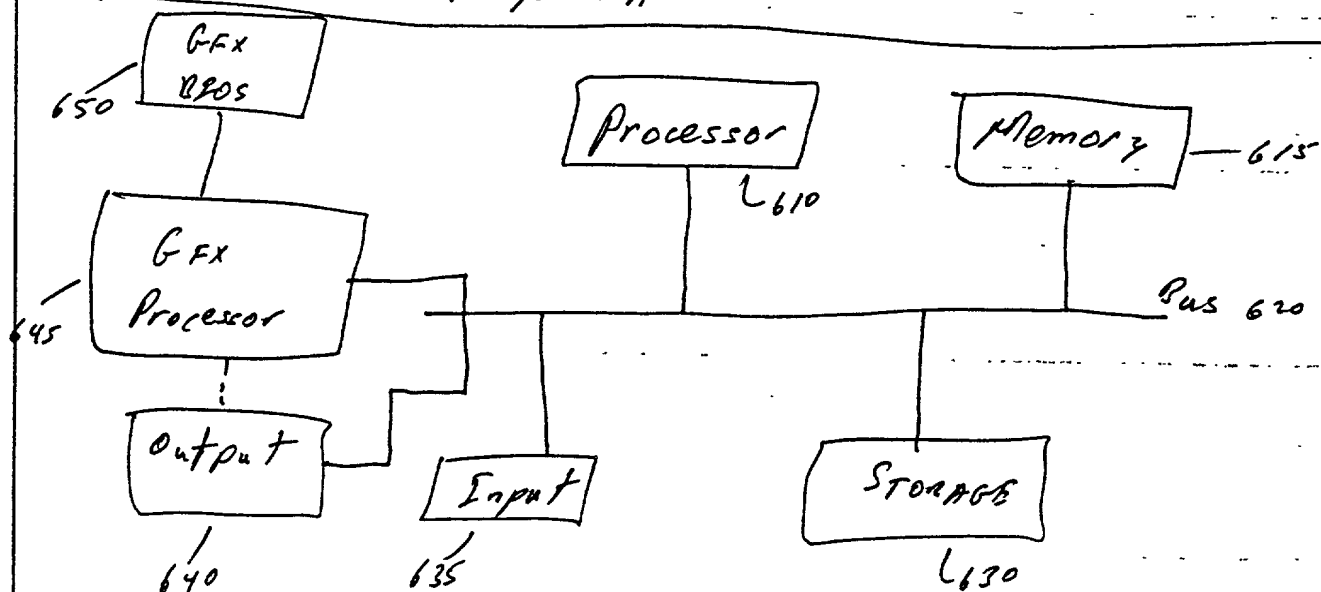 GFX
BIOS
650
Processor
610
Memory
615
GFX
Processor
645
Bus 620
Output
640
Input
635
STORAGE
630